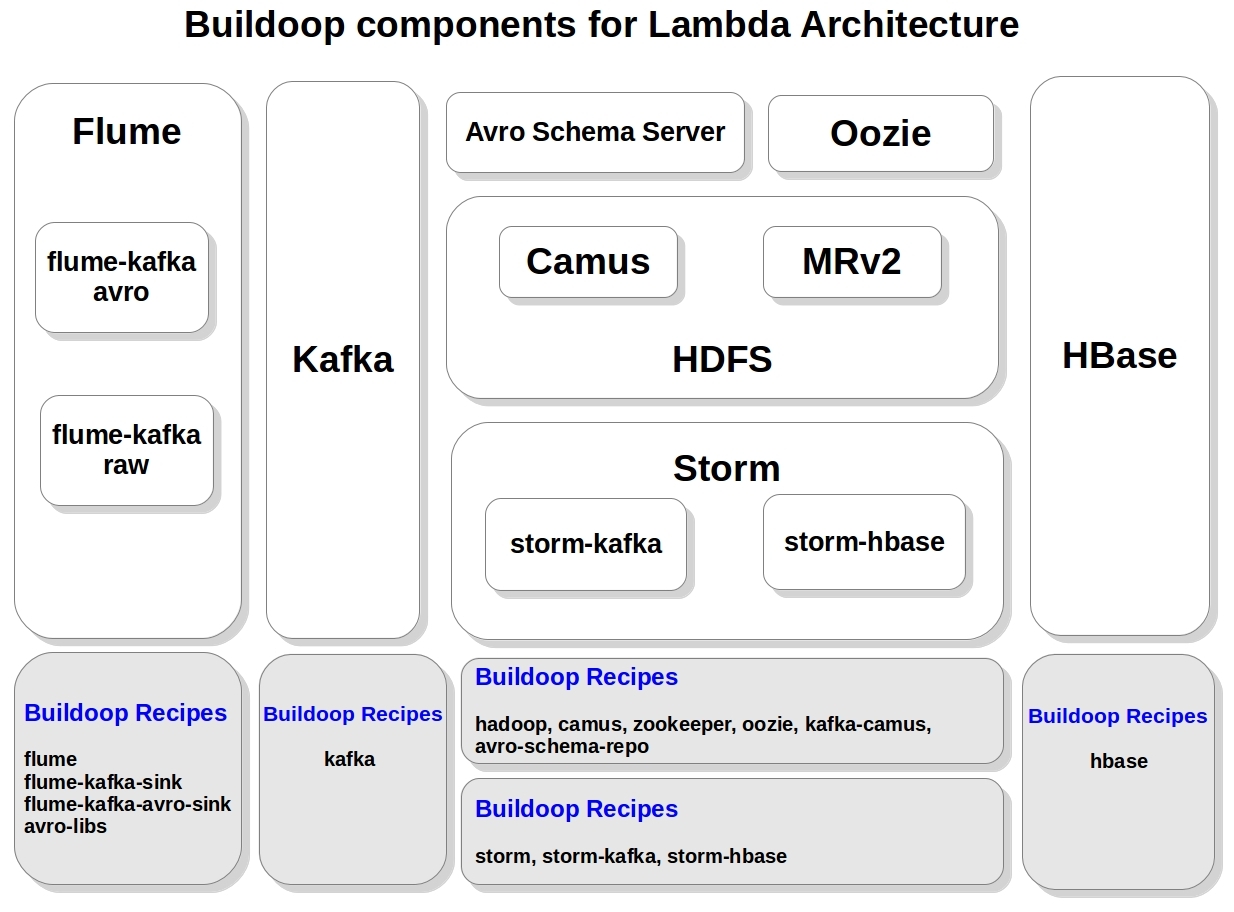 Buildoop components for Lambda Architecture
Flume
flume-kafka
avro
flume-kafka
raw
Kafka
Avro Schema Server
Oozie
Camus
MRv2
HDFS
Storm
storm-kafka
storm-hbase
HBase
Buildoop Recipes
flume
flume-kafka-sink
flume-kafka-avro-sink
avro-libs
Buildoop Recipes
kafka
Buildoop Recipes
hadoop, camus, zookeeper, oozie, kafka-camus,
avro-schema-repo
Buildoop Recipes
storm, storm-kafka, storm-hbase
Buildoop Recipes
hbase